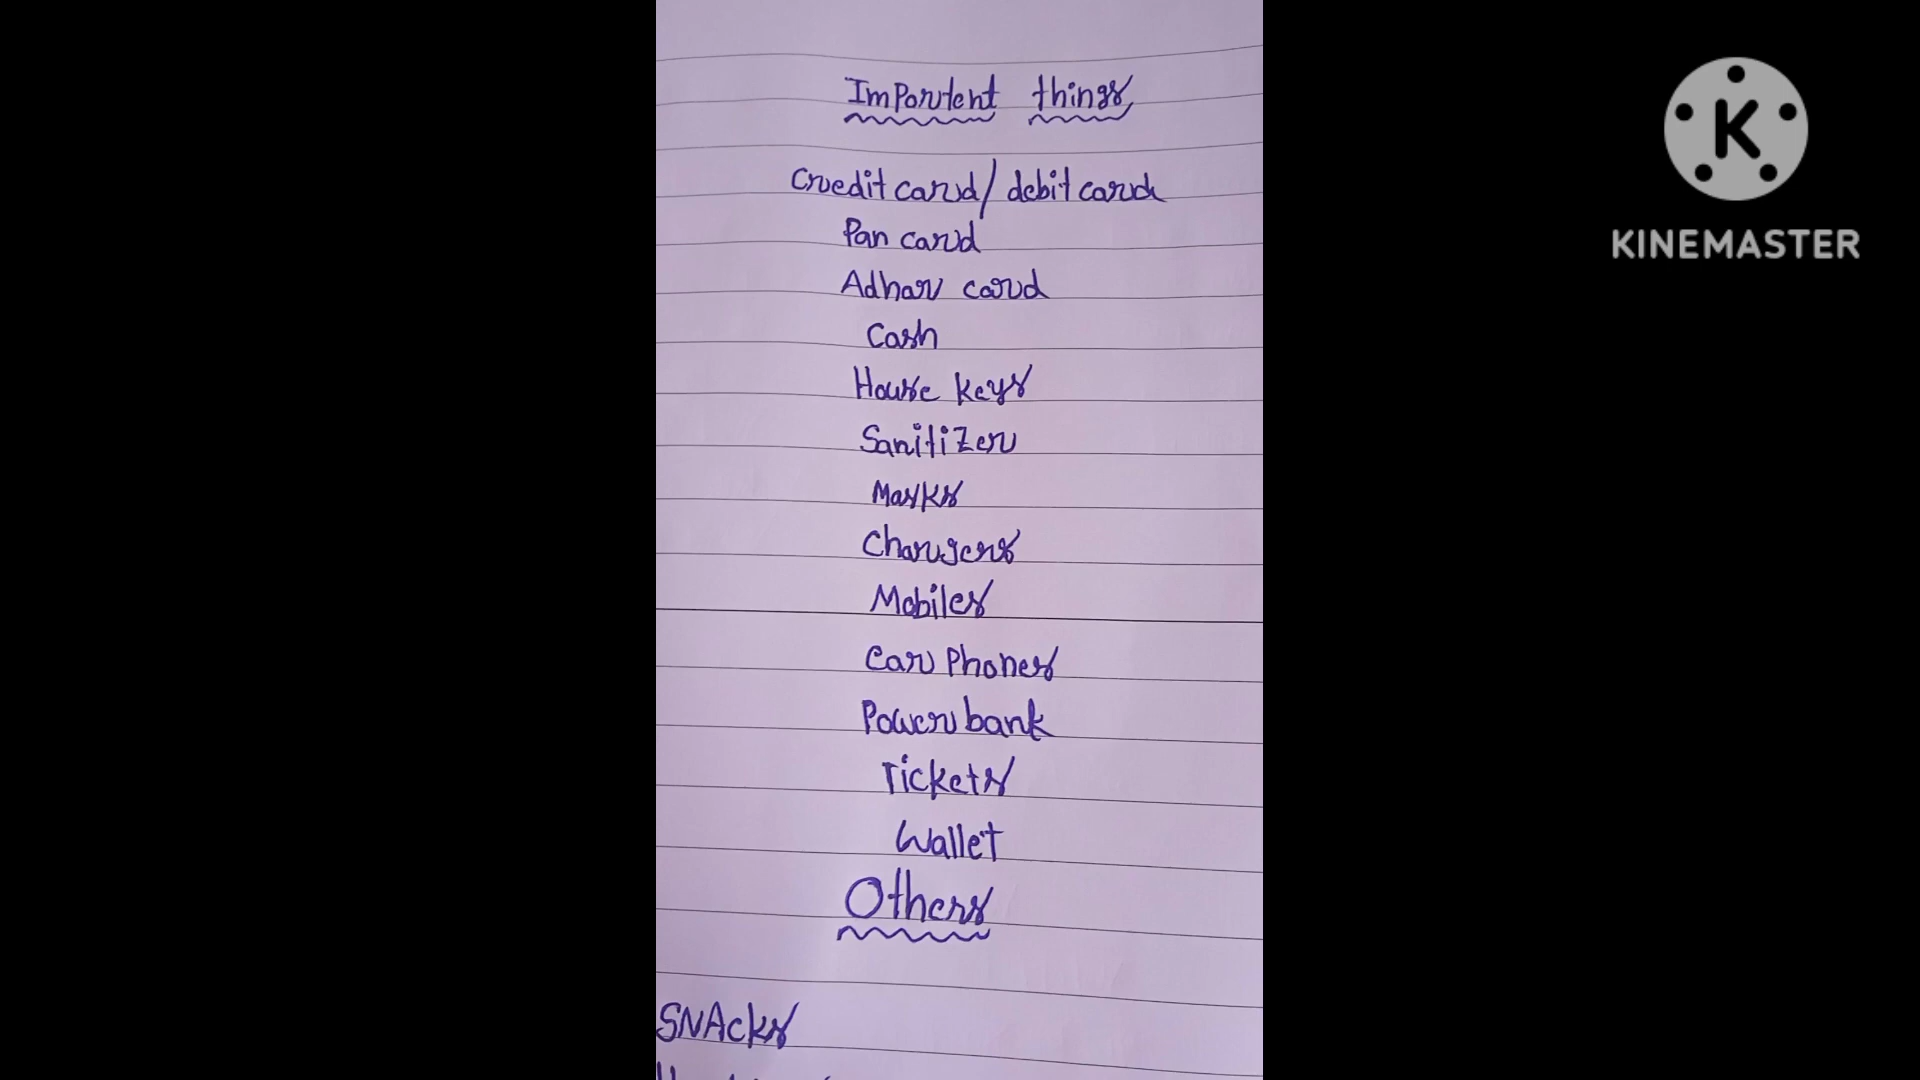 Importent things
Credit card/debit card
Pan card
Adhar card
Cash
House keys
Sanitizer
Masks
Chargers
Mobiles
Ear Phones
Power bank
Tickets
Wallet
Others
SNAcks
KINEMASTER